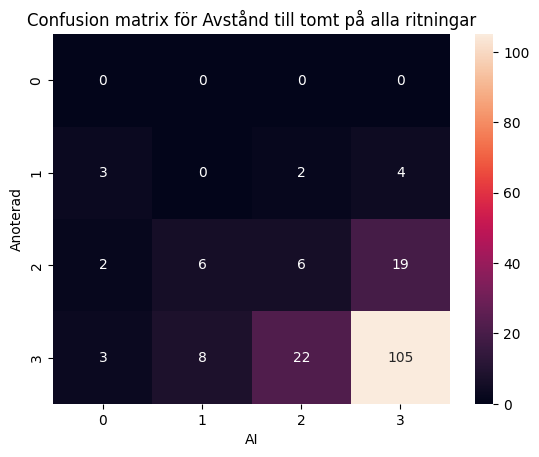 Confusion matrix för Avstånd till tomt på alla ritningar
0 0 0 0 0
1 3 0 2 4
2 2 6 6 19
3 3 8 22 105
0 1 2 3
Anoterad
AI
100
80
60
40
20
0